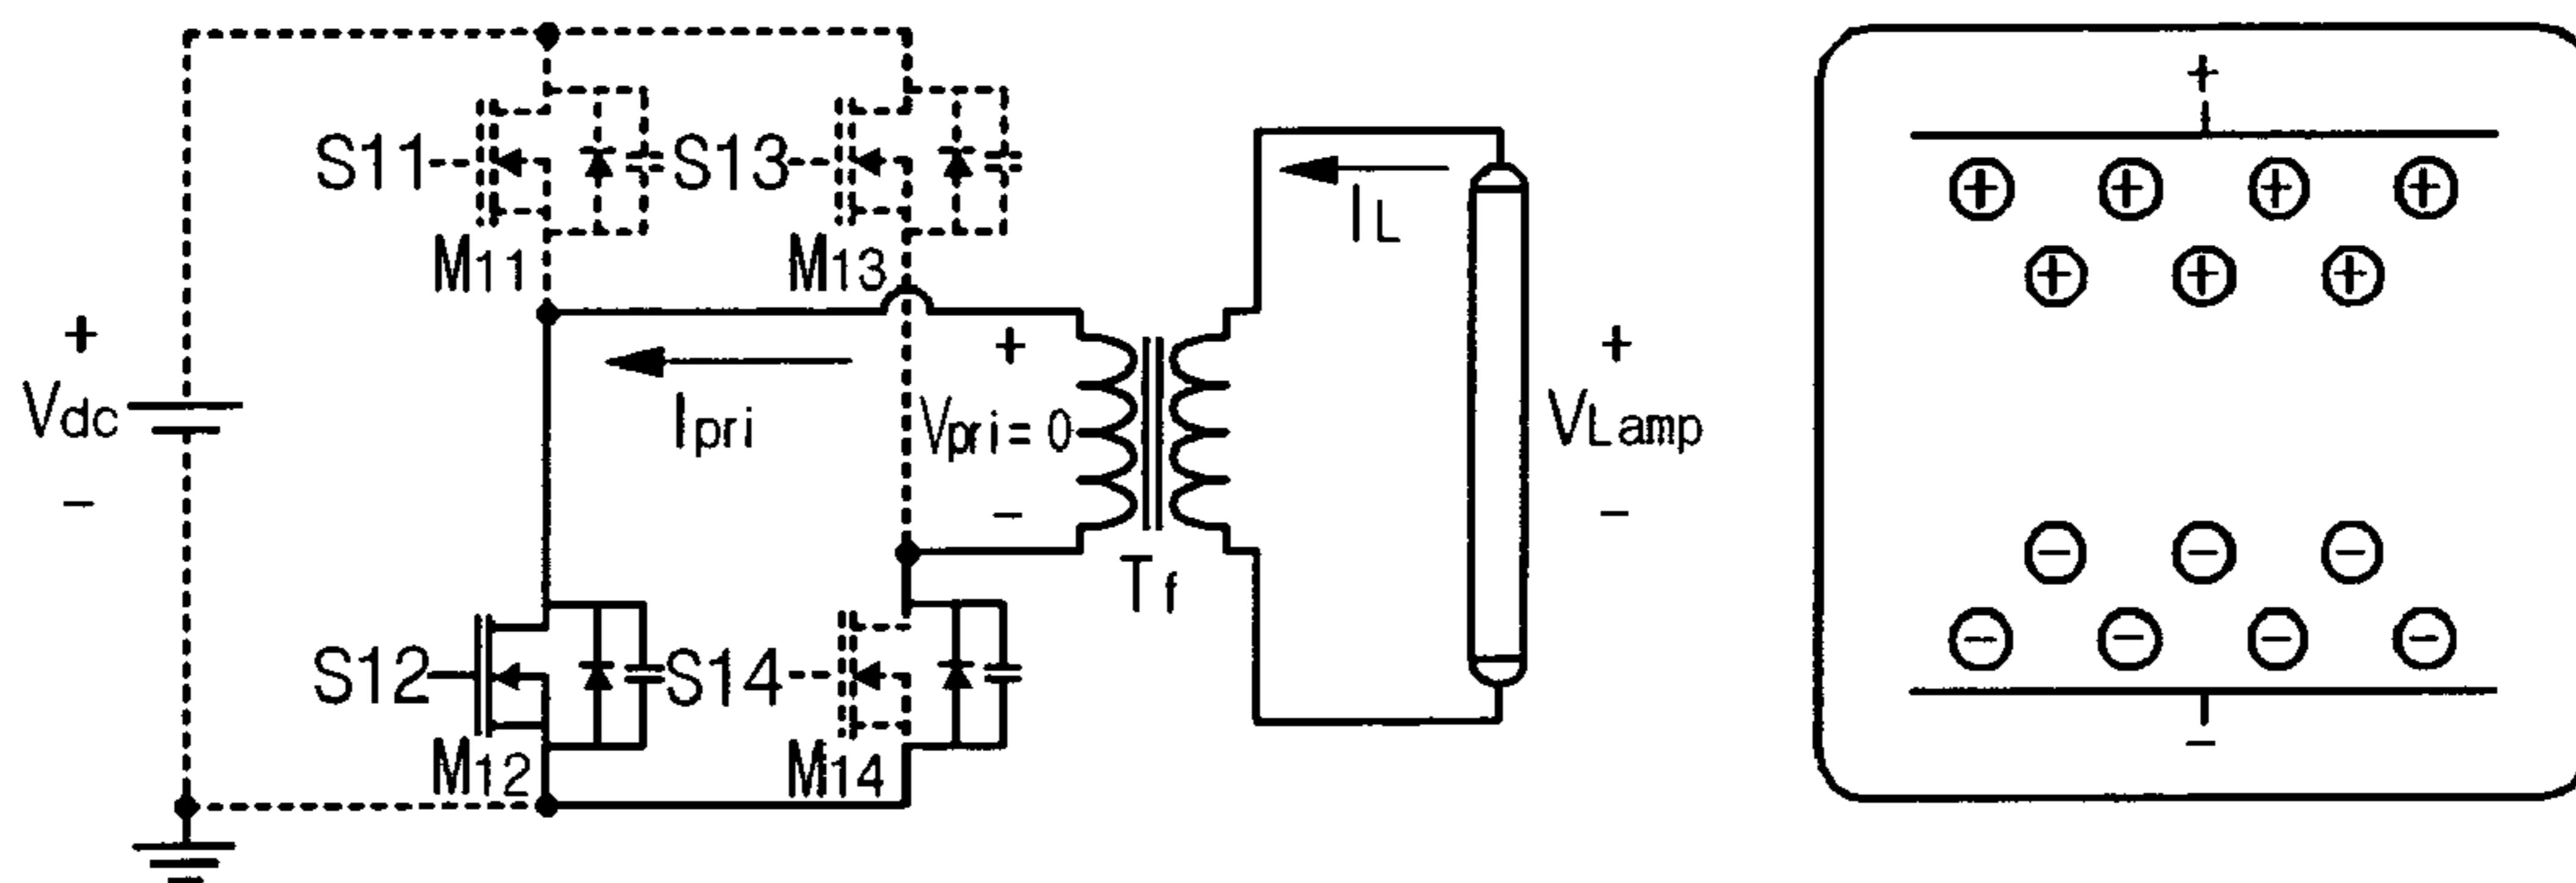 S11
S13
M11
M13
IL
+
Vdc
-
Ipri
+
Vpri = 0
-
Tf
+
VLamp
-
S12
S14
M12
M14
+
+ + + +
+ + +
- - -
- - - -
-